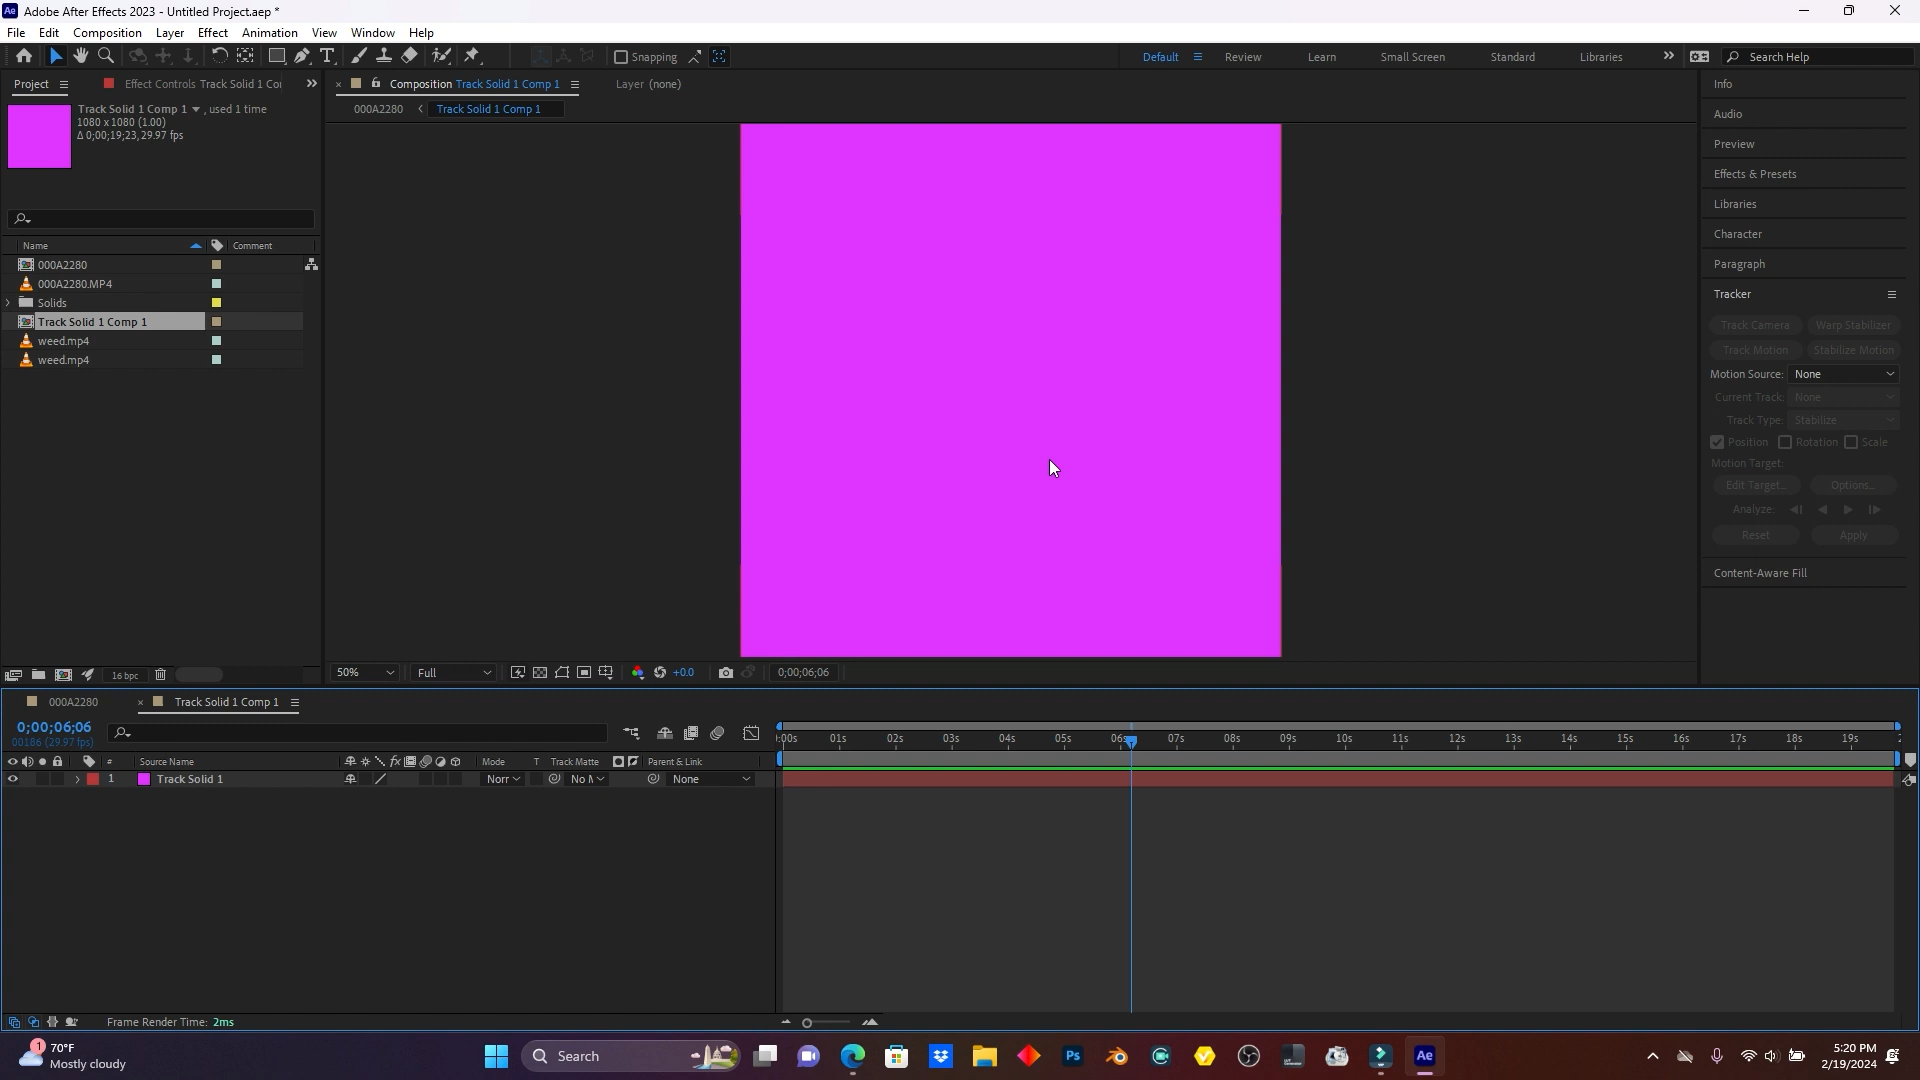 Adobe After Effects 2023 - Untitled Project.aep *
File Edit Composition Layer Effect Animation View Window Help
Snapping
Default Review Learn Small Screen Standard Libraries Search Help
Project Effect Controls Track Solid 1 Cor
Track Solid 1 Comp 1 , used 1 time
1080 x 1080 (1.00)
Δ 0;00;19;23, 29.97 fps
Name Comment
000A2280
000A2280.MP4
Solids
Track Solid 1 Comp 1
weed.mp4
weed.mp4
16 bpc
Composition Track Solid 1 Comp 1 Layer (none)
000A2280 Track Solid 1 Comp 1
50% Full +0.0 0;00;06;06
Info
Audio
Preview
Effects & Presets
Libraries
Character
Paragraph
Tracker
Track Camera Warp Stabilizer
Track Motion Stabilize Motion
Motion Source: None
Current Track: None
Track Type: Stabilize
Position Rotation Scale
Motion Target:
Edit Target... Options...
Analyze:
Reset Apply
Content-Aware Fill
000A2280 Track Solid 1 Comp 1
0;00;06;06
00186 (29.97 fps)
:00s 01s 02s 03s 04s 05s 06s 07s 08s 09s 10s 11s 12s 13s 14s 15s 16s 17s 18s 19s
# Source Name fx Mode T Track Matte Parent & Link
1 Track Solid 1 Norr No M None
Frame Render Time: 2ms
1 70°F
Mostly cloudy
Search
Ps
Ae
5:20 PM
2/19/2024